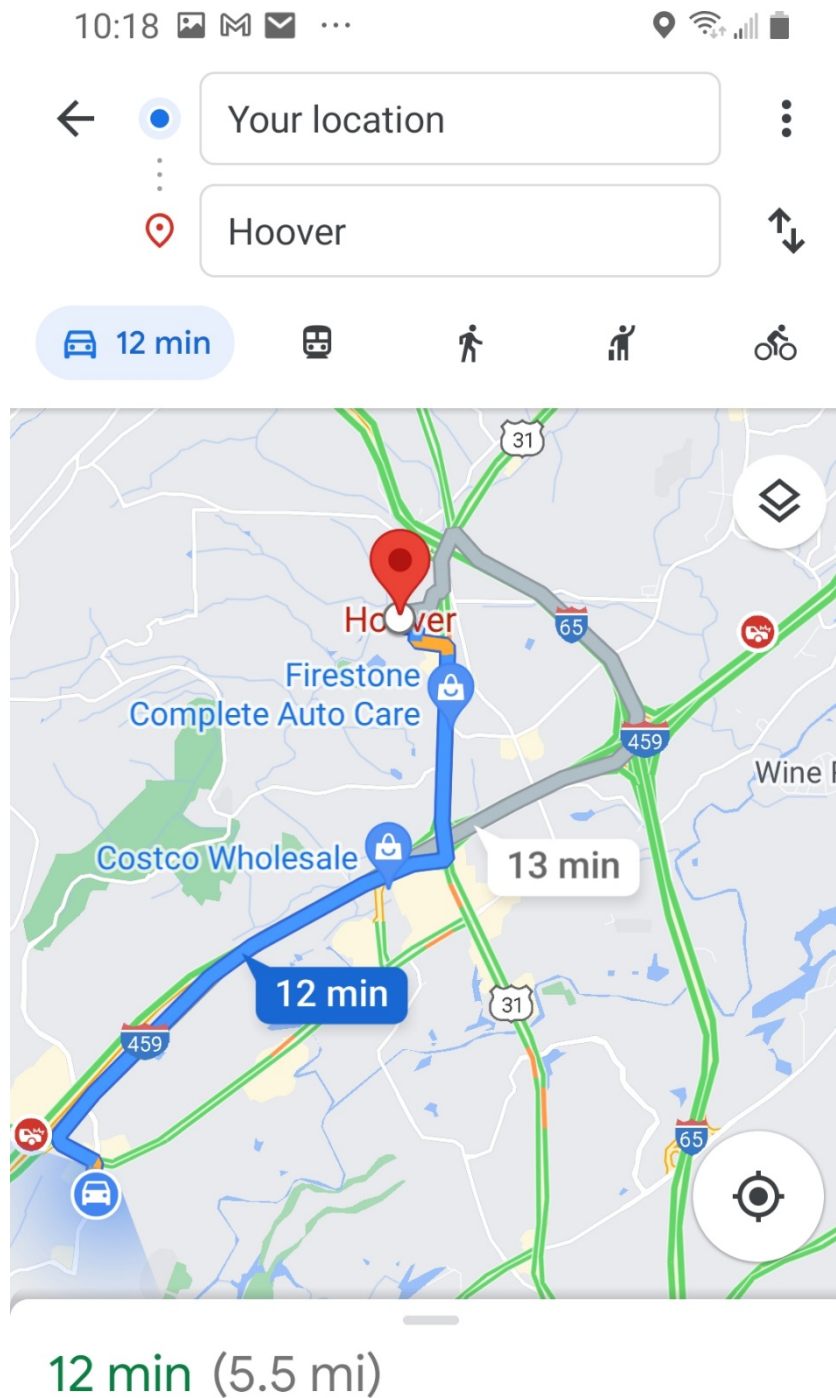 10:18
Your location
Hoover
12 min
31
Hoover
65
Firestone
Complete Auto Care
459
Wine
Costco Wholesale
13 min
12 min
31
459
65
12 min (5.5 mi)